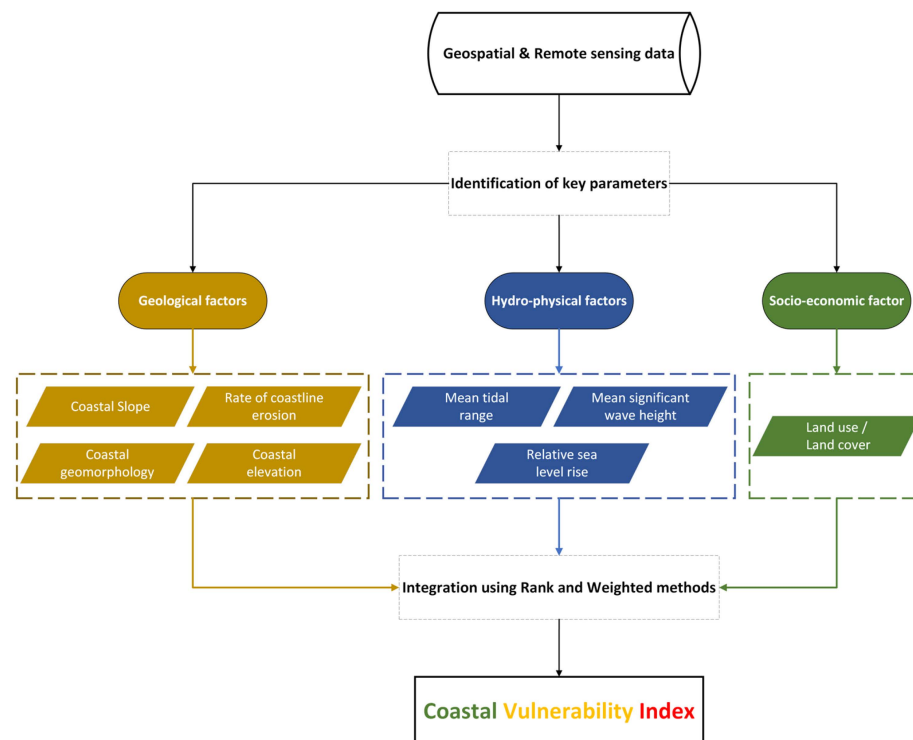 Geospatial & Remote sensing data
Identification of key parameters
Geological factors
Hydro-physical factors
Socio-economic factor
Coastal Slope
Rate of coastline
erosion
Coastal
geomorphology
Coastal
elevation
Mean tidal
range
Mean significant
wave height
Relative sea
level rise
Land use /
Land cover
Integration using Rank and Weighted methods
Coastal Vulnerability Index